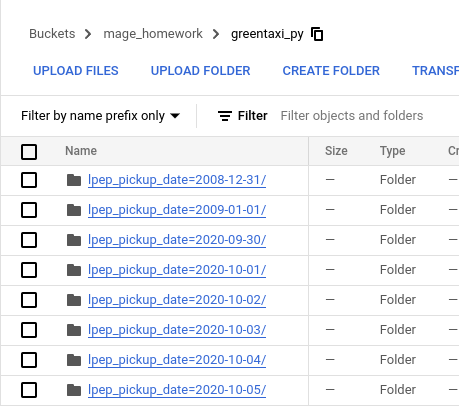 Buckets > mage_homework > greentaxi_py
UPLOAD FILES UPLOAD FOLDER CREATE FOLDER TRANSF
Filter by name prefix only Filter Filter objects and folders
Name Size Type Cr
lpep_pickup_date=2008-12-31/ — Folder
lpep_pickup_date=2009-01-01/ — Folder
lpep_pickup_date=2020-09-30/ — Folder
lpep_pickup_date=2020-10-01/ — Folder
lpep_pickup_date=2020-10-02/ — Folder
lpep_pickup_date=2020-10-03/ — Folder
lpep_pickup_date=2020-10-04/ — Folder
lpep_pickup_date=2020-10-05/ — Folder